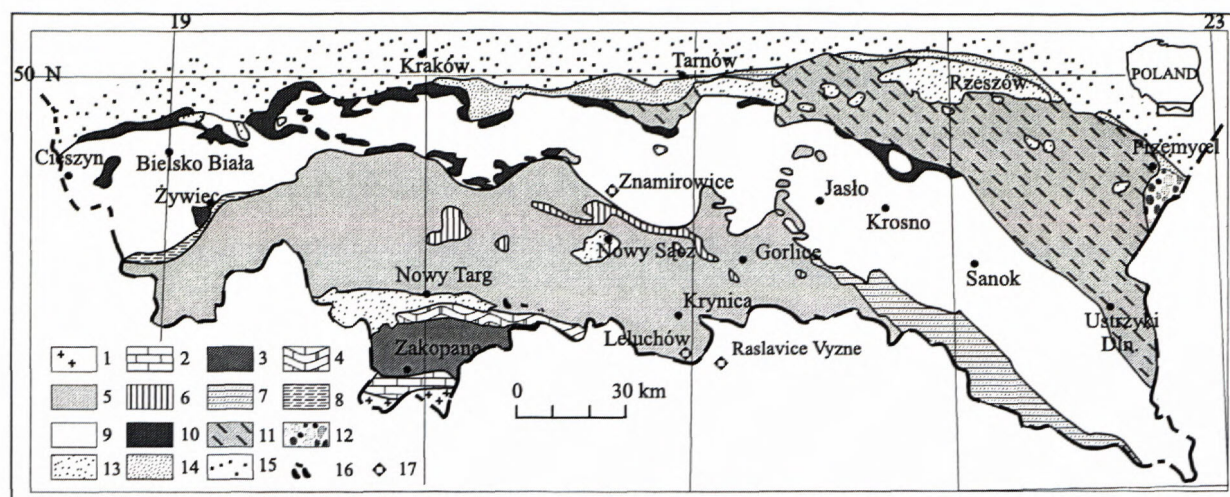 19
23
50 N
Kraków
Tarnów
Rzeszów
POLAND
Cieszyn
Bielsko Biała
Przemycel
Żywiec
Znamirowice
Jasło
Krosno
Nowy Sącz
Gorlice
Sanok
Nowy Targ
Krynica
Ustrzyki
Dln.
Leluchów
Raslavice Vyzne
Zakopane
0 30 km
1 2 3 4
5 6 7 8
9 10 11 12
13 14 15 16 17